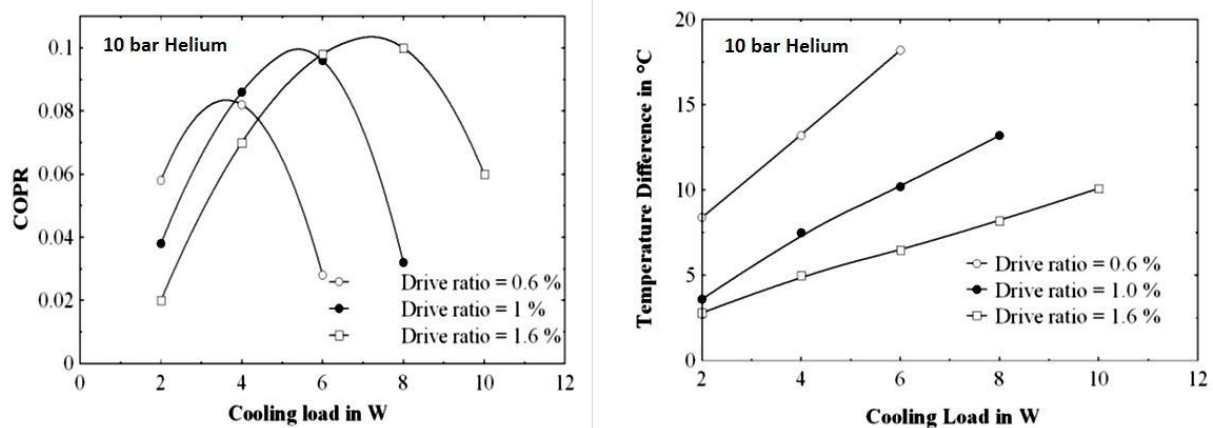 10 bar Helium
0.1
0.08
0.06
0.04
0.02
0
COPR
Drive ratio = 0.6 %
Drive ratio = 1 %
Drive ratio = 1.6 %
0 2 4 6 8 10 12
Cooling load in W
20
10 bar Helium
15
10
5
0
Temperature Difference in °C
Drive ratio = 0.6 %
Drive ratio = 1.0 %
Drive ratio = 1.6 %
2 4 6 8 10 12
Cooling Load in W